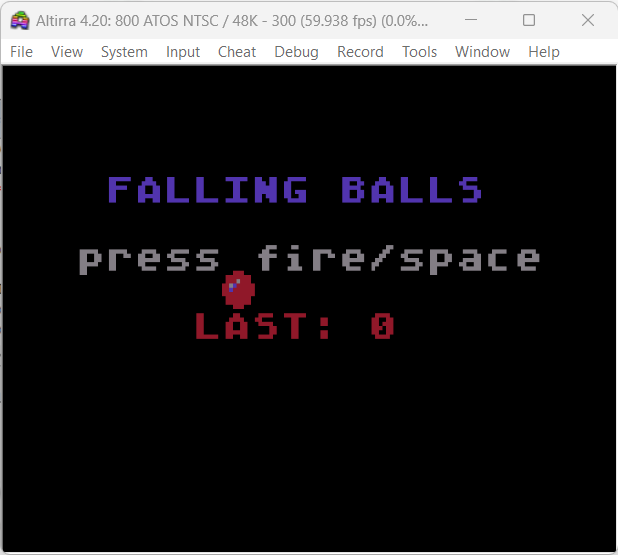 Altirra 4.20: 800 ATOS NTSC / 48K - 300 (59.938 fps) (0.0%...
File View System Input Cheat Debug Record Tools Window Help
FALLING BALLS
press fire/space
LAST: 0